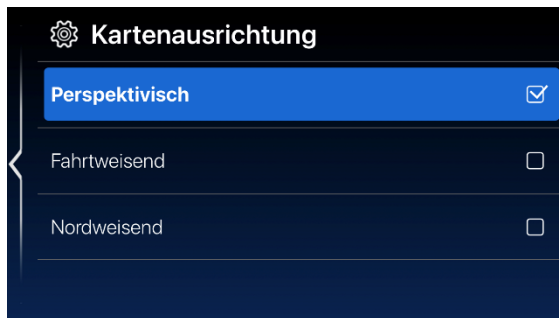 Kartenausrichtung
Perspektivisch
Fahrtweisend
Nordweisend